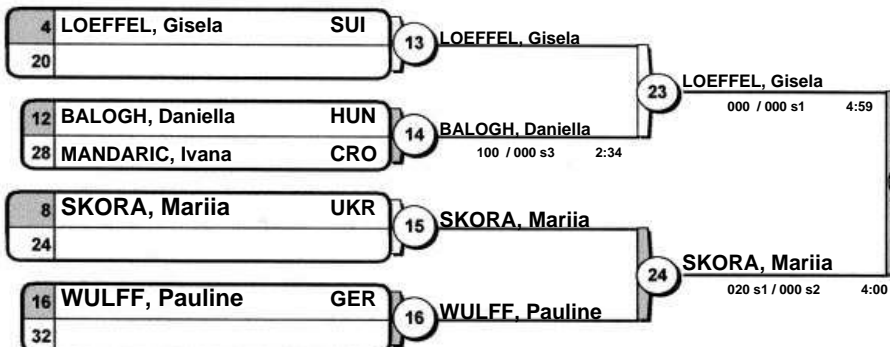 4 LOEFFEL, Gisela SUI
20
13
LOEFFEL, Gisela
12 BALOGH, Daniella HUN
28 MANDARIC, Ivana CRO
14
BALOGH, Daniella
100 / 000 s3 2:34
23
LOEFFEL, Gisela
000 / 000 s1 4:59
8 SKORA, Mariia UKR
24
15
SKORA, Mariia
16 WULFF, Pauline GER
32
16
WULFF, Pauline
24
SKORA, Mariia
020 s1 / 000 s2 4:00